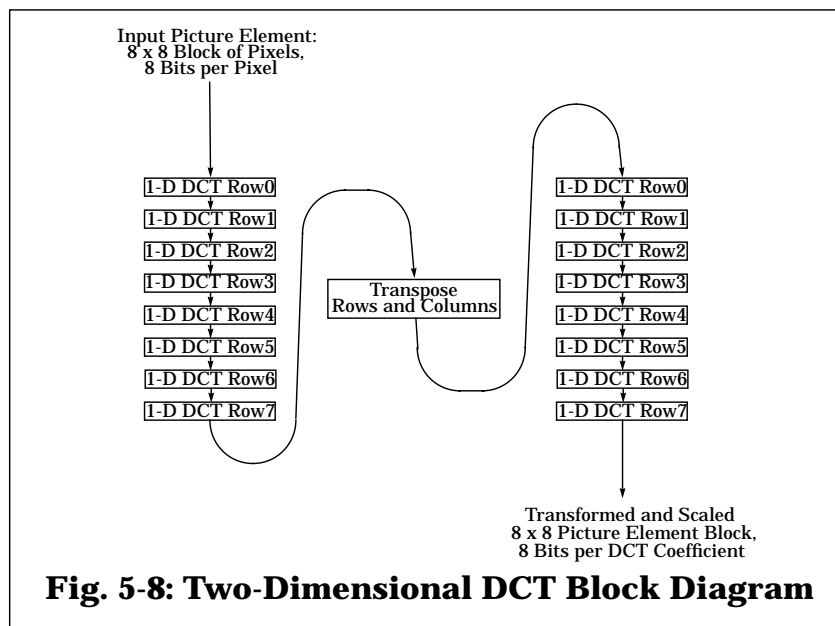 Input Picture Element:
8 x 8 Block of Pixels,
8 Bits per Pixel
1-D DCT Row0
1-D DCT Row1
1-D DCT Row2
1-D DCT Row3
1-D DCT Row4
1-D DCT Row5
1-D DCT Row6
1-D DCT Row7
Transpose
Rows and Columns
1-D DCT Row0
1-D DCT Row1
1-D DCT Row2
1-D DCT Row3
1-D DCT Row4
1-D DCT Row5
1-D DCT Row6
1-D DCT Row7
Transformed and Scaled
8 x 8 Picture Element Block,
8 Bits per DCT Coefficient
Fig. 5-8: Two-Dimensional DCT Block Diagram